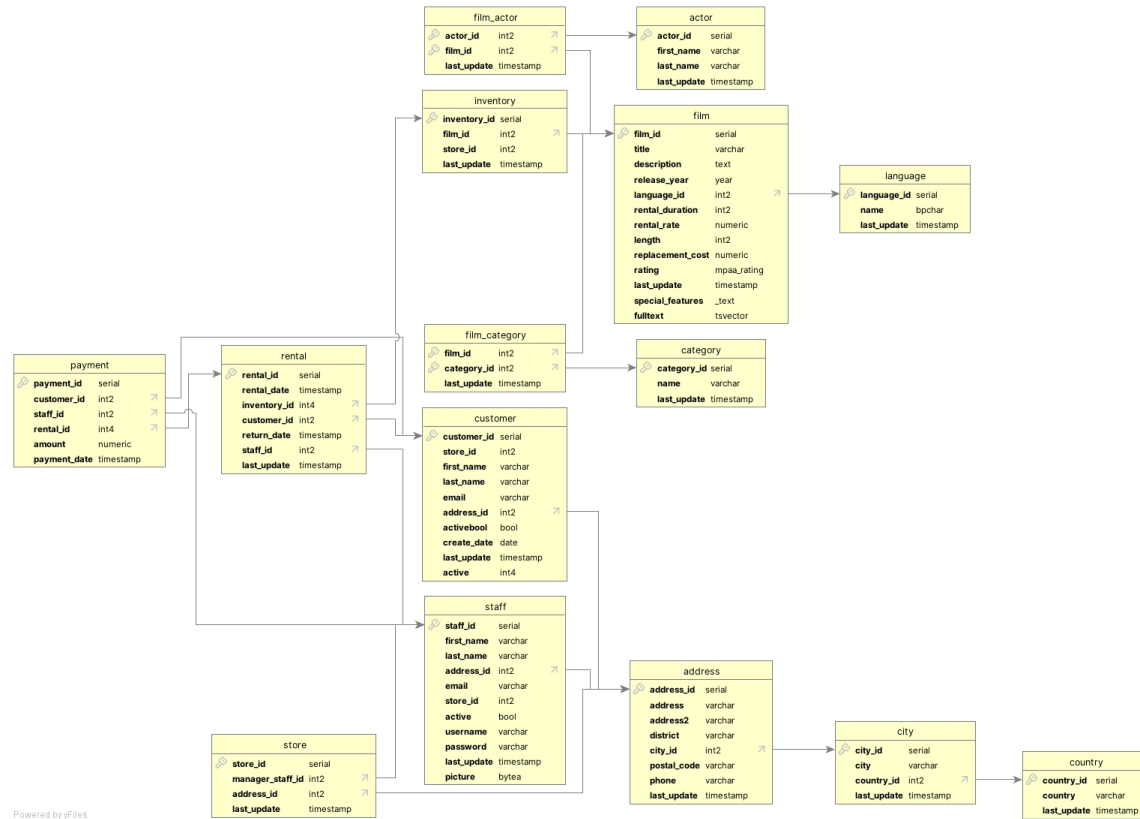 film_actor
actor_id int2
film_id int2
last_update timestamp
actor
actor_id serial
first_name varchar
last_name varchar
last_update timestamp
inventory
inventory_id serial
film_id int2
store_id int2
last_update timestamp
film
film_id serial
title varchar
description text
release_year year
language_id int2
rental_duration int2
rental_rate numeric
length int2
replacement_cost numeric
rating mpaa_rating
last_update timestamp
special_features _text
fulltext tsvector
language
language_id serial
name bpchar
last_update timestamp
film_category
film_id int2
category_id int2
last_update timestamp
category
category_id serial
name varchar
last_update timestamp
payment
payment_id serial
customer_id int2
staff_id int2
rental_id int4
amount numeric
payment_date timestamp
rental
rental_id serial
rental_date timestamp
inventory_id int4
customer_id int2
return_date timestamp
staff_id int2
last_update timestamp
customer
customer_id serial
store_id int2
first_name varchar
last_name varchar
email varchar
address_id int2
activebool bool
create_date date
last_update timestamp
active int4
staff
staff_id serial
first_name varchar
last_name varchar
address_id int2
email varchar
store_id int2
active bool
username varchar
password varchar
last_update timestamp
picture bytea
address
address_id serial
address varchar
address2 varchar
district varchar
city_id int2
postal_code varchar
phone varchar
last_update timestamp
store
store_id serial
manager_staff_id int2
address_id int2
last_update timestamp
city
city_id serial
city varchar
country_id int2
last_update timestamp
country
country_id serial
country varchar
last_update timestamp
Powered by yFiles